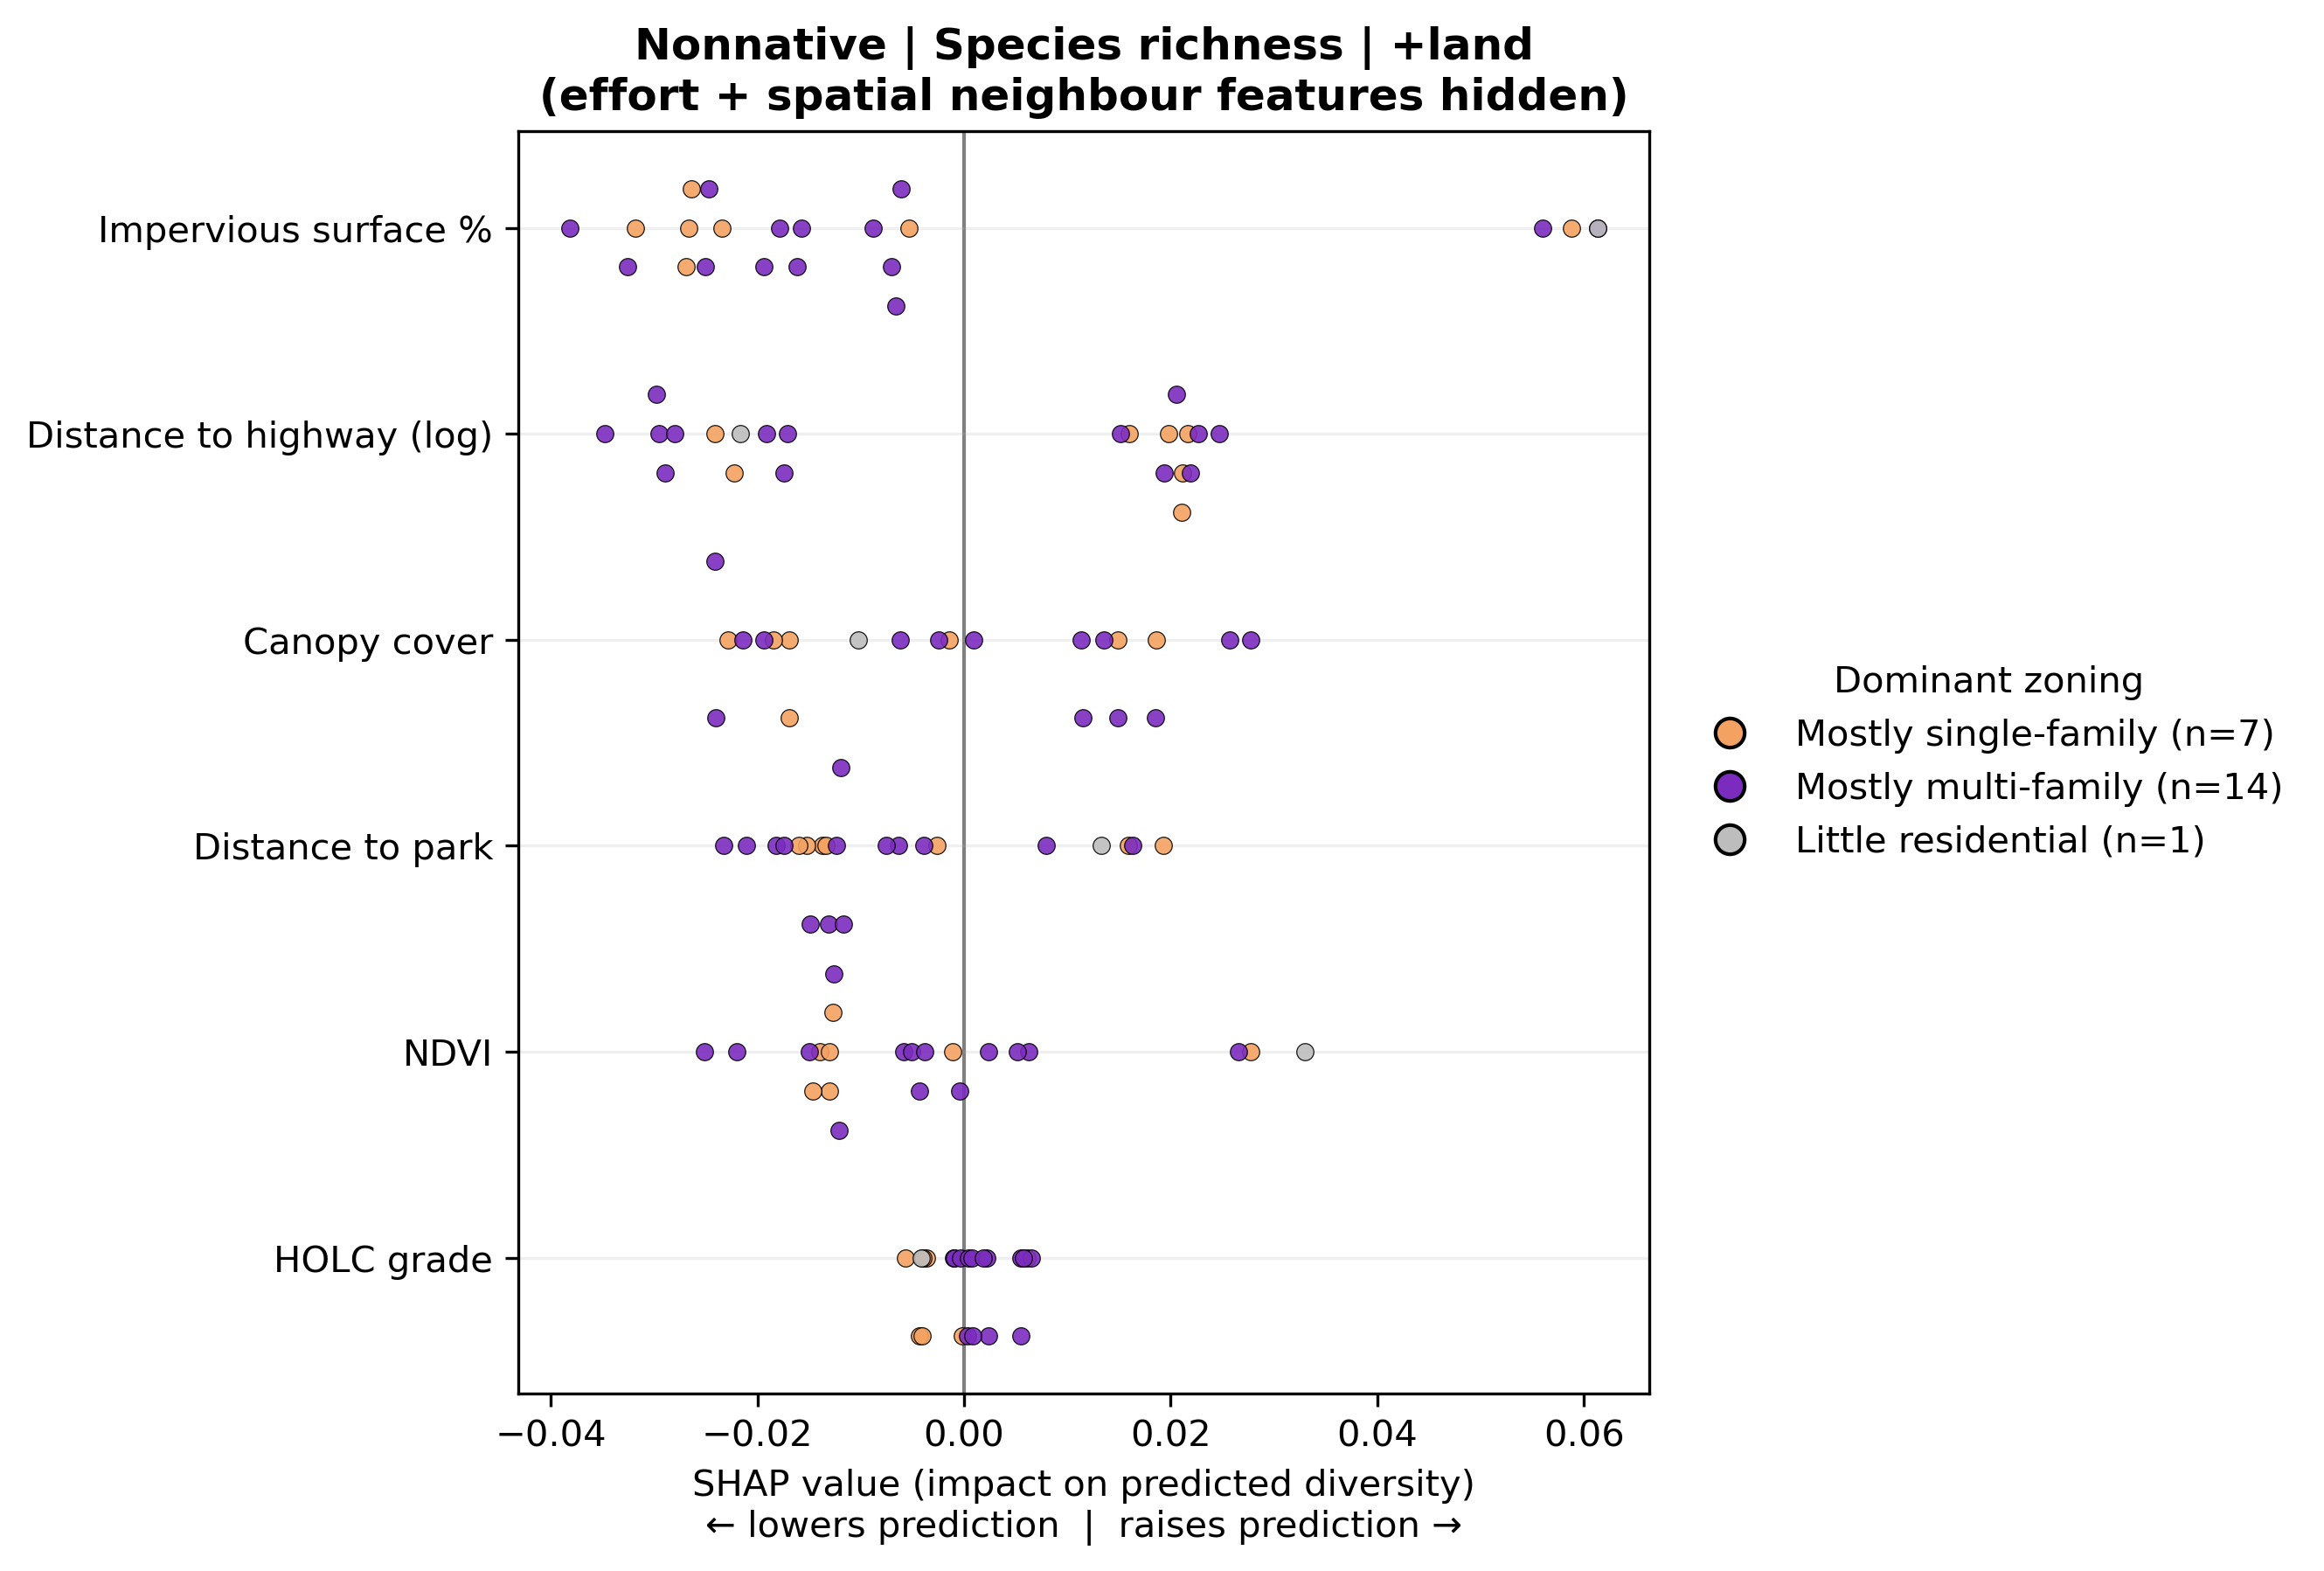 Nonnative | Species richness | +land
(effort + spatial neighbour features hidden)
Impervious surface %
Distance to highway (log)
Canopy cover
Distance to park
NDVI
HOLC grade
Dominant zoning
Mostly single-family (n=7)
Mostly multi-family (n=14)
Little residential (n=1)
−0.04 −0.02 0.00 0.02 0.04 0.06
SHAP value (impact on predicted diversity)
← lowers prediction | raises prediction →